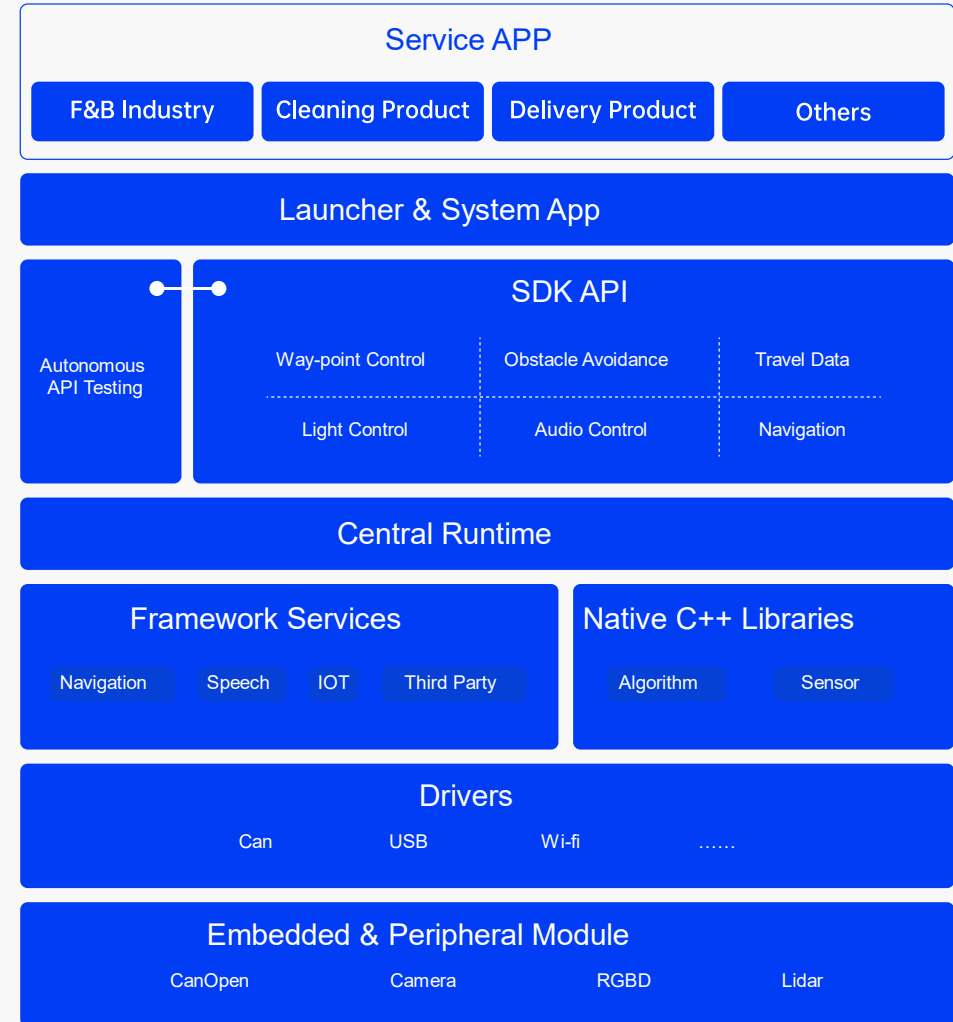 Service APP
F&B Industry
Cleaning Product
Delivery Product
Others
Launcher & System App
Autonomous
API Testing
SDK API
Way-point Control
Obstacle Avoidance
Travel Data
Light Control
Audio Control
Navigation
Central Runtime
Framework Services
Navigation
Speech
IOT
Third Party
Native C++ Libraries
Algorithm
Sensor
Drivers
Can
USB
Wi-fi
……
Embedded & Peripheral Module
CanOpen
Camera
RGBD
Lidar